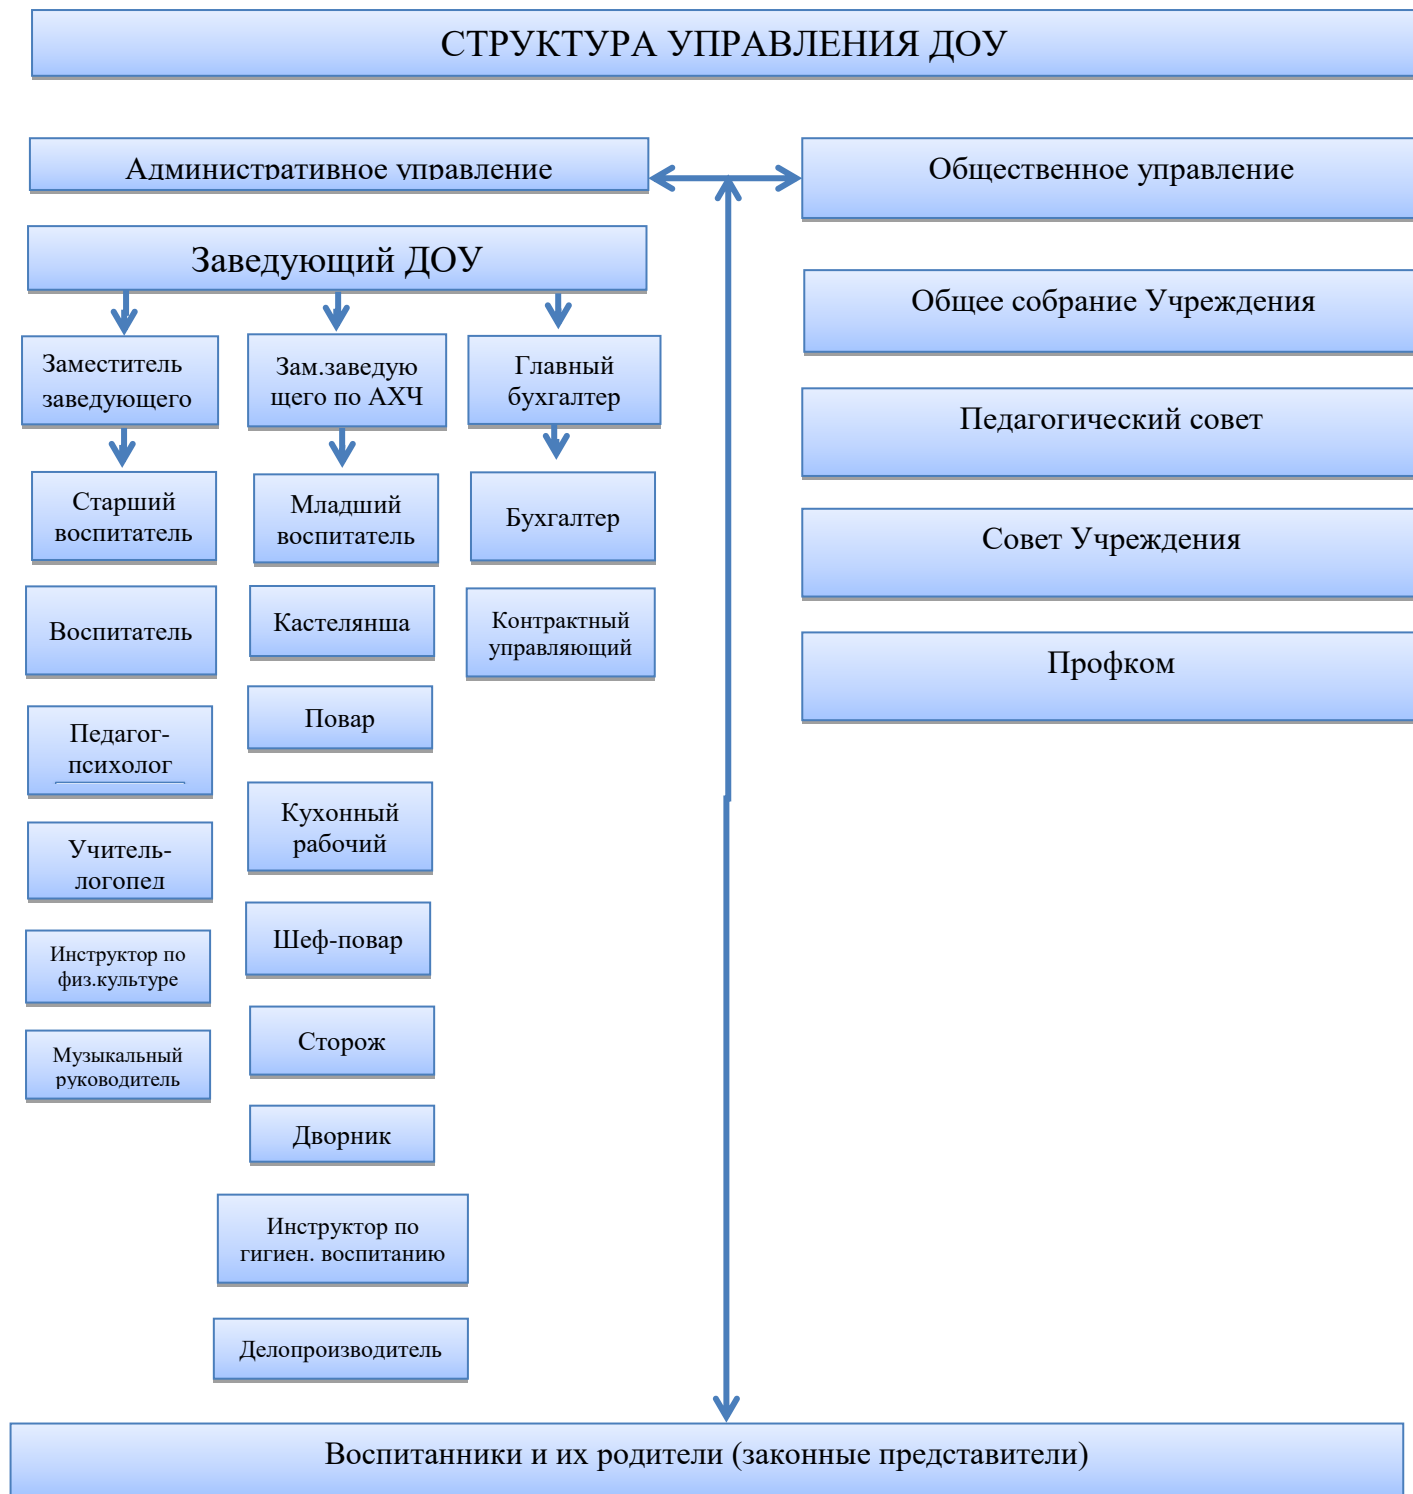 СТРУКТУРА УПРАВЛЕНИЯ ДОУ
Административное управление
Общественное управление
Заведующий ДОУ
Заместитель
заведующего
Зам.заведую
щего по АХЧ
Главный
бухгалтер
Старший
воспитатель
Младший
воспитатель
Бухгалтер
Воспитатель
Кастелянша
Контрактный
управляющий
Педагог-
психолог
Повар
Учитель-
логопед
Кухонный
рабочий
Инструктор по
физ.культуре
Шеф-повар
Музыкальный
руководитель
Сторож
Дворник
Инструктор по
гигиен. воспитанию
Делопроизводитель
Общее собрание Учреждения
Педагогический совет
Совет Учреждения
Профком
Воспитанники и их родители (законные представители)